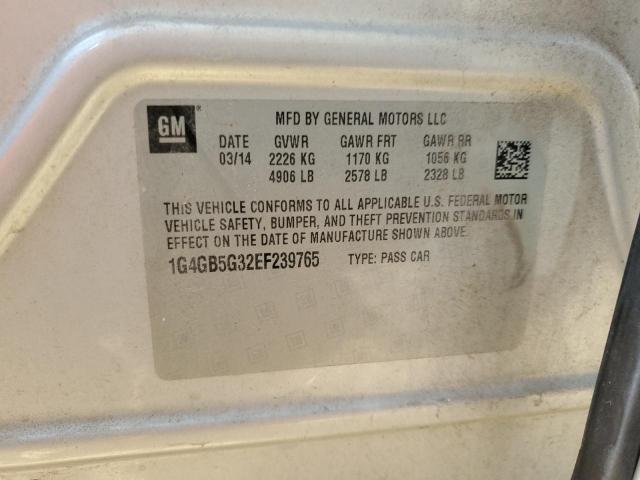 GM®
MFD BY GENERAL MOTORS LLC
DATE GVWR GAWR FRT GAWR RR
03/14 2226 KG 1170 KG 1056 KG
4906 LB 2578 LB 2328 LB
THIS VEHICLE CONFORMS TO ALL APPLICABLE U.S. FEDERAL MOTOR
VEHICLE SAFETY, BUMPER, AND THEFT PREVENTION STANDARDS IN
EFFECT ON THE DATE OF MANUFACTURE SHOWN ABOVE.
1G4GB5G32EF239765 TYPE: PASS CAR